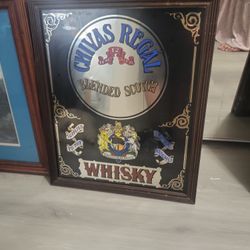 CHIVAS REGAL
BLENDED SCOTCH
WHISKY